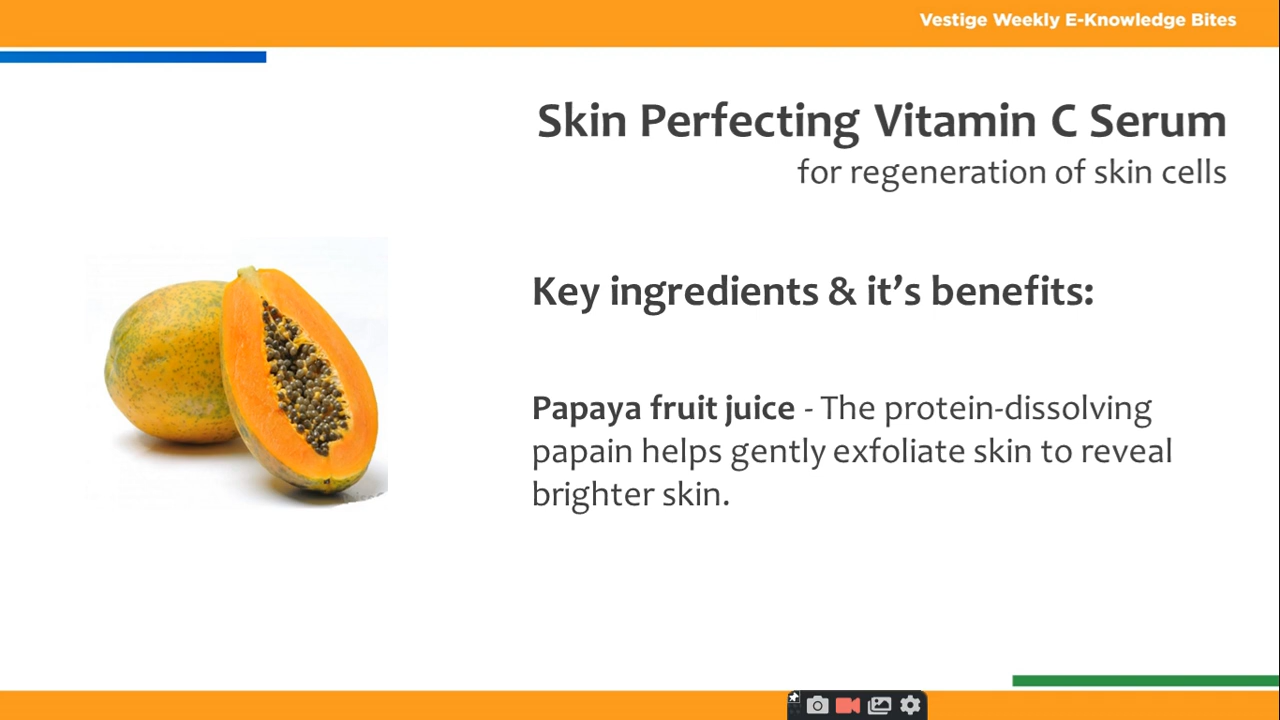 Vestige Weekly E-Knowledge Bites
Skin Perfecting Vitamin C Serum
for regeneration of skin cells
Key ingredients & it’s benefits:
Papaya fruit juice - The protein-dissolving
papain helps gently exfoliate skin to reveal
brighter skin.